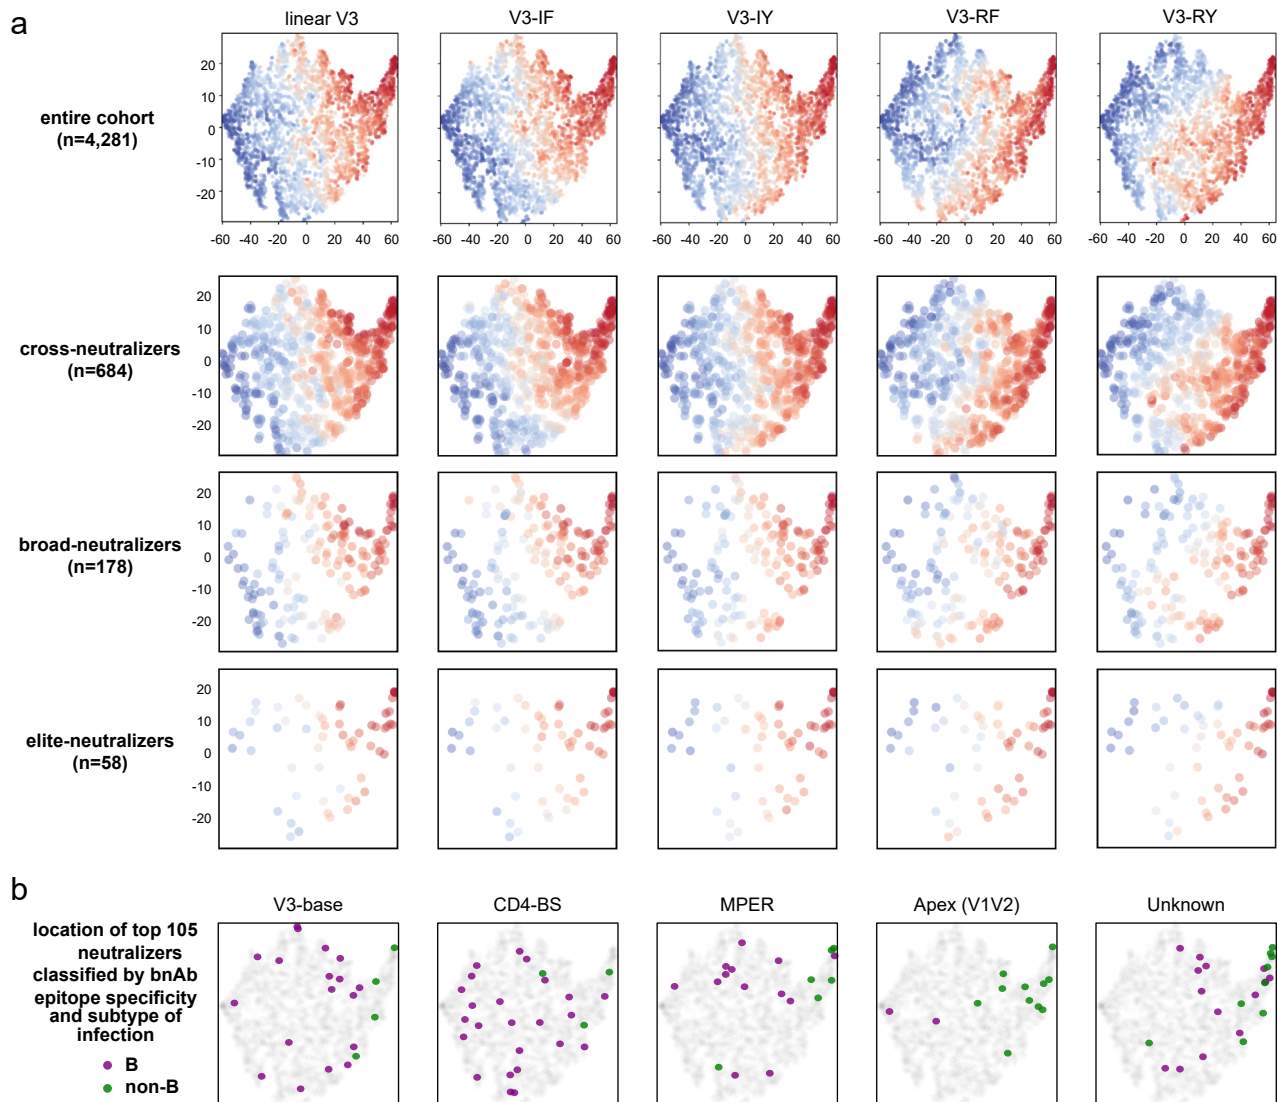 a
linear V3
V3-IF
V3-IY
V3-RF
V3-RY
entire cohort
(n=4,281)
20
10
0
-10
-20
-60 -40 -20 0 20 40 60
-60 -40 -20 0 20 40 60
-60 -40 -20 0 20 40 60
-60 -40 -20 0 20 40 60
-60 -40 -20 0 20 40 60
cross-neutralizers
(n=684)
20
10
0
-10
-20
broad-neutralizers
(n=178)
20
10
0
-10
-20
elite-neutralizers
(n=58)
20
10
0
-10
-20
b
V3-base
CD4-BS
MPER
Apex (V1V2)
Unknown
location of top 105
neutralizers
classified by bnAb
epitope specificity
and subtype of
infection
B
non-B